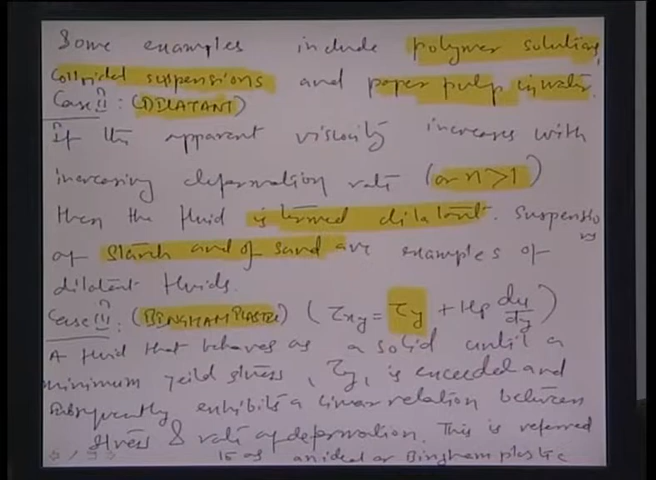 Some examples include polymer solutions,
Colloidal suspensions and paper pulp in water.
Case II : (DILATANT)
If the apparent viscosity increases with
increasing deformation rate (or n>1)
then the fluid is termed dilatant. Suspensions
of starch and of sand are examples of
dilatent fluids.
Case III : (BINGHAM PLASTIC) (τxy = τy + μp du/dy)
A fluid that behaves as a solid until a
minimum yeild stress, τy, is exceeded and
subsequently exhibits a linear relation between
stress & rate of deformation. This is referred
as an ideal or Bingham plastic